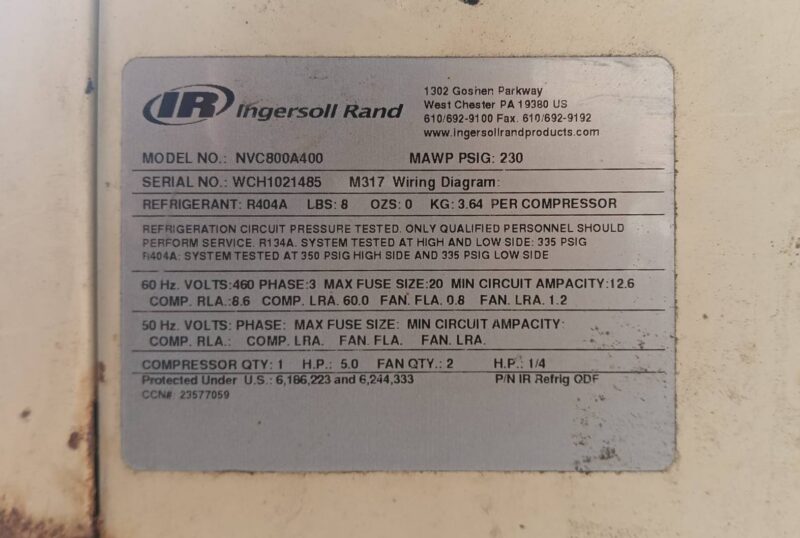 IR Ingersoll Rand
1302 Goshen Parkway
West Chester PA 19380 US
610/692-9100 Fax. 610/692-9192
www.ingersollrandproducts.com
MODEL NO.: NVC800A400 MAWP PSIG: 230
SERIAL NO.: WCH1021485 M317 Wiring Diagram:
REFRIGERANT: R404A LBS: 8 OZS: 0 KG: 3.64 PER COMPRESSOR
REFRIGERATION CIRCUIT PRESSURE TESTED. ONLY QUALIFIED PERSONNEL SHOULD
PERFORM SERVICE. R134A. SYSTEM TESTED AT HIGH AND LOW SIDE: 335 PSIG
R404A: SYSTEM TESTED AT 350 PSIG HIGH SIDE AND 335 PSIG LOW SIDE
60 Hz. VOLTS:460 PHASE:3 MAX FUSE SIZE:20 MIN CIRCUIT AMPACITY:12.6
COMP. RLA.:8.6 COMP. LRA. 60.0 FAN. FLA. 0.8 FAN. LRA. 1.2
50 Hz. VOLTS: PHASE: MAX FUSE SIZE: MIN CIRCUIT AMPACITY:
COMP. RLA.: COMP. LRA. FAN. FLA. FAN. LRA.
COMPRESSOR QTY: 1 H.P.: 5.0 FAN QTY.: 2 H.P.: 1/4
Protected Under U.S.: 6,186,223 and 6,244,333 P/N IR Refrig ODF
CCN# 23577059